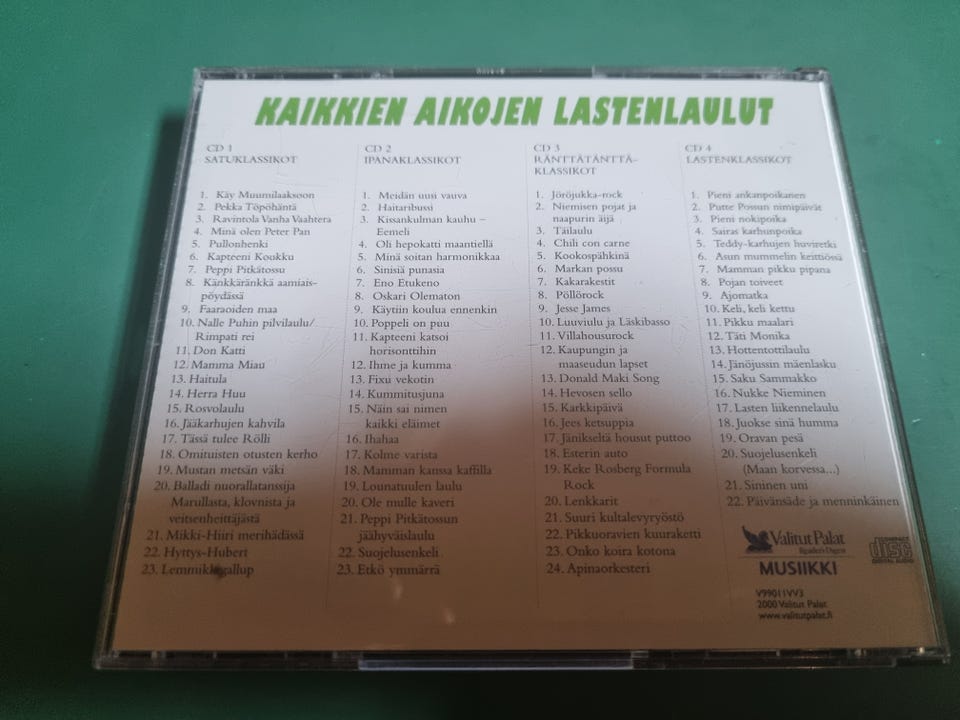 KAIKKIEN AIKOJEN LASTENLAULUT
CD 1
SATUKLASSIKOT
1. Käy Muumilaaksoon
2. Pekka Töpöhäntä
3. Ravintola Vanha Vaahtera
4. Minä olen Peter Pan
5. Pullonhenki
6. Kapteeni Koukku
7. Peppi Pitkätossu
8. Känkkäränkkä aamiais-
pöydässä
9. Faaraoiden maa
10. Nalle Puhin pilvilaulu/
Rimpati rei
11. Don Katti
12. Mamma Miau
13. Haitula
14. Herra Huu
15. Rosvolaulu
16. Jääkarhujen kahvila
17. Tässä tulee Rölli
18. Omituisten otusten kerho
19. Mustan metsän väki
20. Balladi nuorallatanssija
Marullasta, klovnista ja
veitsenheittäjästä
21. Mikki-Hiiri merihädässä
22. Hyttys-Hubert
23. Lemmikkigallup
CD 2
IPANAKLASSIKOT
1. Meidän uusi vauva
2. Haitaribussi
3. Kissankulman kauhu –
Eemeli
4. Oli hepokatti maantiellä
5. Minä soitan harmonikkaa
6. Sinisiä punasia
7. Eno Etukeno
8. Oskari Olematon
9. Käytiin koulua ennenkin
10. Poppeli on puu
11. Kapteeni katsoi
horisonttihin
12. Ihme ja kumma
13. Fixu vekotin
14. Kummitusjuna
15. Näin sai nimen
kaikki eläimet
16. Ihahaa
17. Kolme varista
18. Mamman kanssa kaffilla
19. Lounatuulen laulu
20. Ole mulle kaveri
21. Peppi Pitkätossun
jäähyväislaulu
22. Suojelusenkeli
23. Etkö ymmärrä
CD 3
RÄNTTÄTÄNTTÄ-
KLASSIKOT
1. Jöröjukka-rock
2. Niemisen pojat ja
naapurin äijä
3. Täilaulu
4. Chili con carne
5. Kookospähkinä
6. Markan possu
7. Kakarakestit
8. Pöllörock
9. Jesse James
10. Luuviulu ja Läskibasso
11. Villahousurock
12. Kaupungin ja
maaseudun lapset
13. Donald Maki Song
14. Hevosen sello
15. Karkkipäivä
16. Jees ketsuppia
17. Jänikseltä housut puttoo
18. Esterin auto
19. Keke Rosberg Formula
Rock
20. Lenkkarit
21. Suuri kultalevyryöstö
22. Pikkuoravien kuuraketti
23. Onko koira kotona
24. Apinaorkesteri
CD 4
LASTENKLASSIKOT
1. Pieni ankanpoikanen
2. Putte Possun nimipäivät
3. Pieni nokipoika
4. Sairas karhunpoika
5. Teddy-karhujen huviretki
6. Asun mummelin keittiössä
7. Mamman pikku pipana
8. Pojan toiveet
9. Ajomatka
10. Keli, keli kettu
11. Pikku maalari
12. Täti Monika
13. Hottentottilaulu
14. Jänöjussin mäenlasku
15. Saku Sammakko
16. Nukke Nieminen
17. Lasten liikennelaulu
18. Juokse sinä humma
19. Oravan pesä
20. Suojelusenkeli
(Maan korvessa...)
21. Sininen uni
22. Päivänsäde ja menninkäinen
Valitut Palat
Reader's Digest
MUSIIKKI
COMPACT
disc
DIGITAL AUDIO
V99011VV3
2000 Valitut Palat
www.valitutpalat.fi